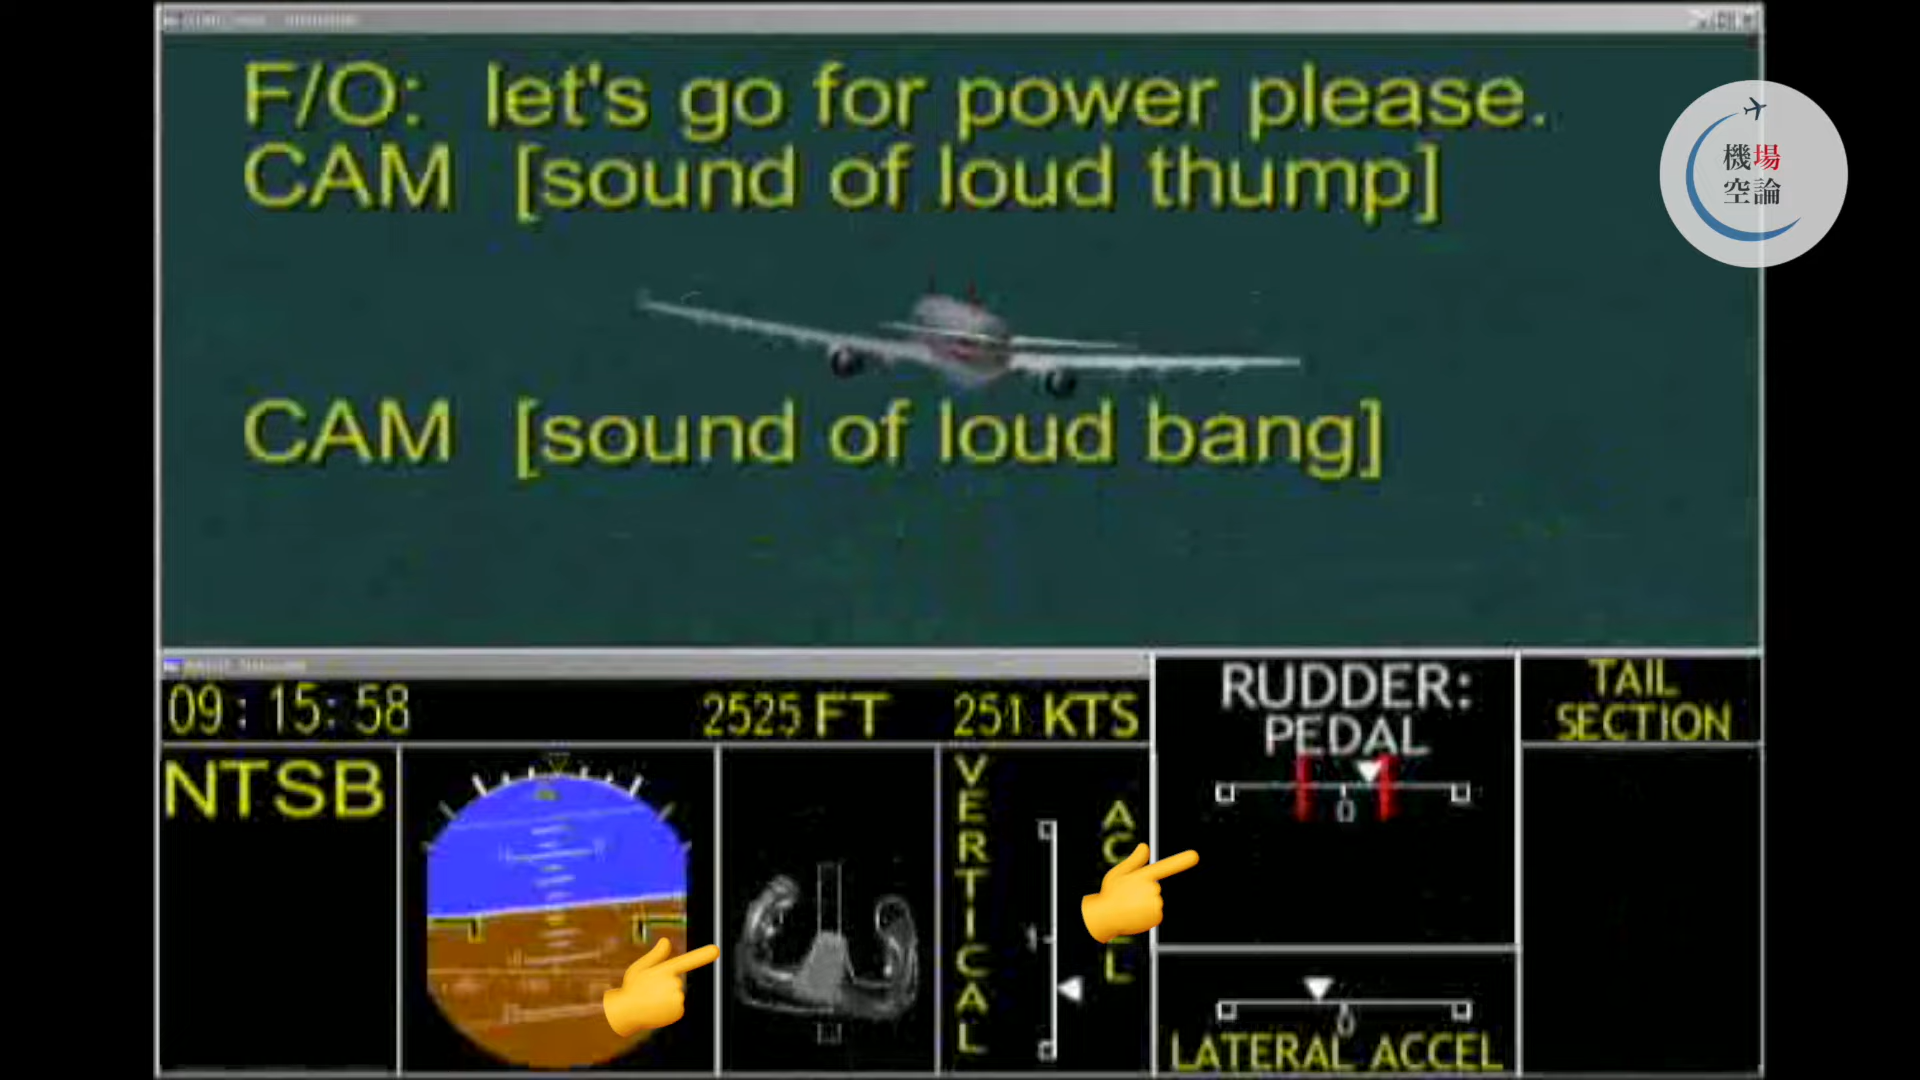 F/O: let's go for power please.
CAM [sound of loud thump]
CAM [sound of loud bang]
機場
空論
09:15:58
2525 FT
251 KTS
NTSB
VERTICAL
RUDDER:
PEDAL
0
0
LATERAL ACCEL
TAIL
SECTION